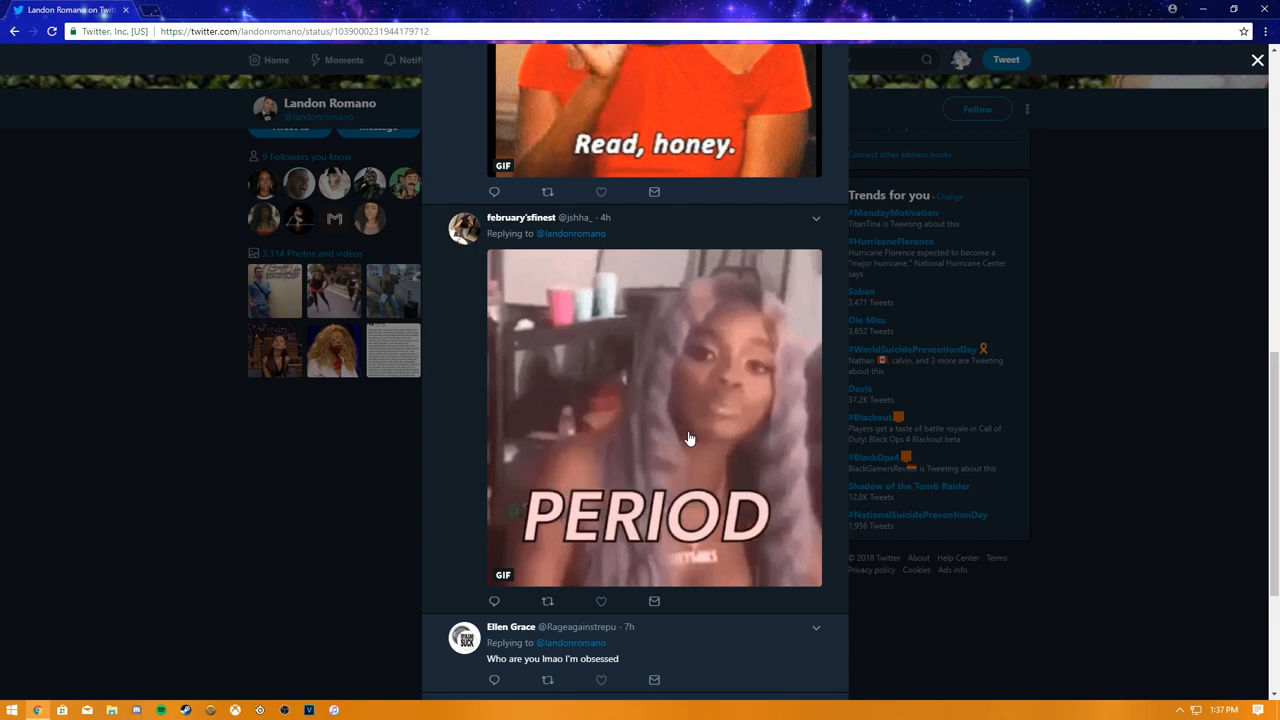 Landon Romano on Twit
Twitter, Inc. [US] | https://twitter.com/landonromano/status/1039000231944179712
Home
Moments
Notifi
Tweet
Landon Romano
@landonromano
Follow
9 Followers you know
3,314 Photos and videos
Read, honey.
GIF
february'sfinest @jshha_ · 4h
Replying to @landonromano
PERIOD
GIF
Ellen Grace @Rageagainstrepu · 7h
Replying to @landonromano
Who are you lmao I'm obsessed
Connect other address books
Trends for you · Change
#MondayMotivation
TitanTina is Tweeting about this
#HurricaneFlorence
Hurricane Florence expected to become a
"major hurricane," National Hurricane Center
says
Saban
3,471 Tweets
Ole Miss
3,852 Tweets
#WorldSuicidePreventionDay
Nathan 🇨🇦, calvin, and 3 more are Tweeting
about this
Davis
37.2K Tweets
#Blackout
Players get a taste of battle royale in Call of
Duty: Black Ops 4 Blackout beta
#BlackOps4
BlackGamersRev is Tweeting about this
Shadow of the Tomb Raider
12.8K Tweets
#NationalSuicidePreventionDay
1,956 Tweets
© 2018 Twitter About Help Center Terms
Privacy policy Cookies Ads info
1:37 PM